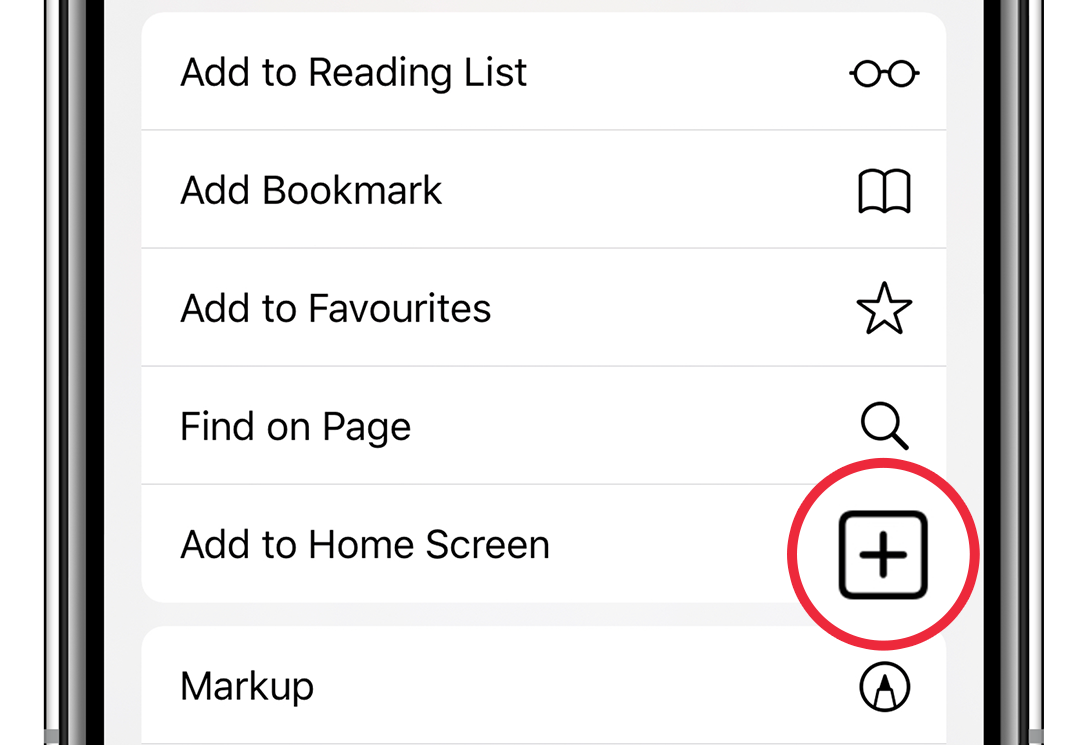 Add to Reading List
Add Bookmark
Add to Favourites
Find on Page
Add to Home Screen
Markup